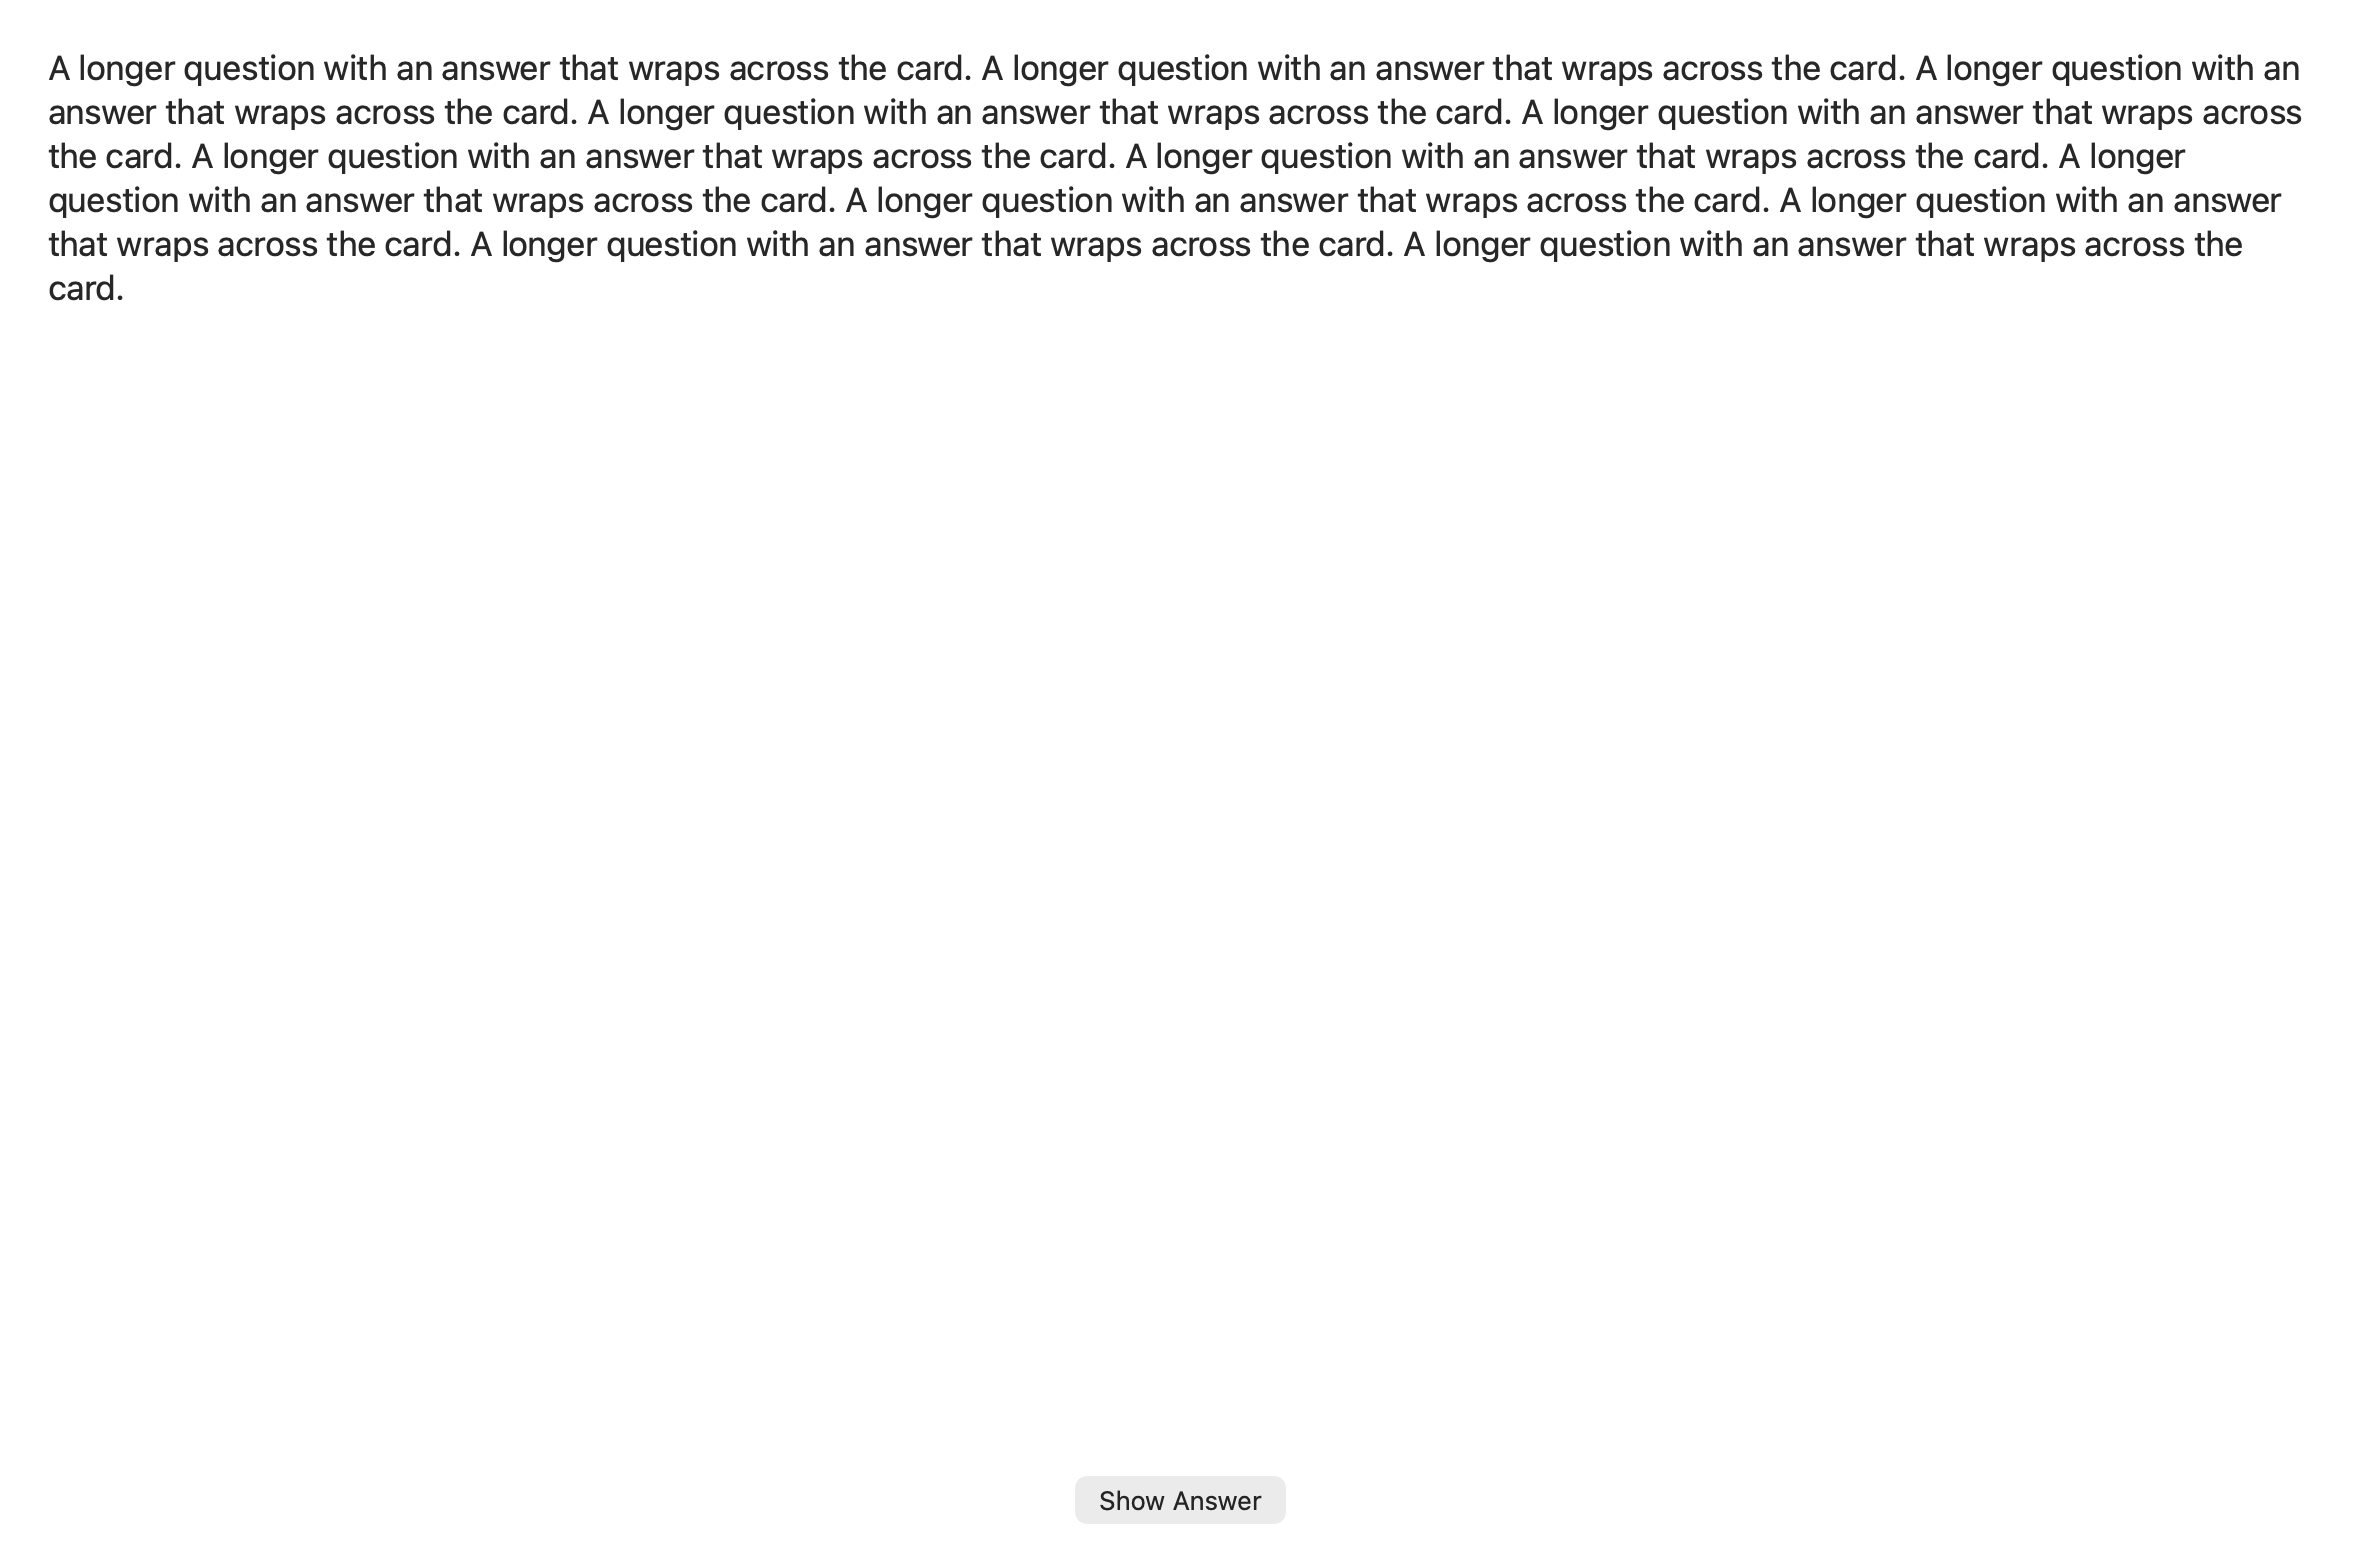 A longer question with an answer that wraps across the card. A longer question with an answer that wraps across the card. A longer question with an
answer that wraps across the card. A longer question with an answer that wraps across the card. A longer question with an answer that wraps across
the card. A longer question with an answer that wraps across the card. A longer question with an answer that wraps across the card. A longer
question with an answer that wraps across the card. A longer question with an answer that wraps across the card. A longer question with an answer
that wraps across the card. A longer question with an answer that wraps across the card. A longer question with an answer that wraps across the
card.
Show Answer